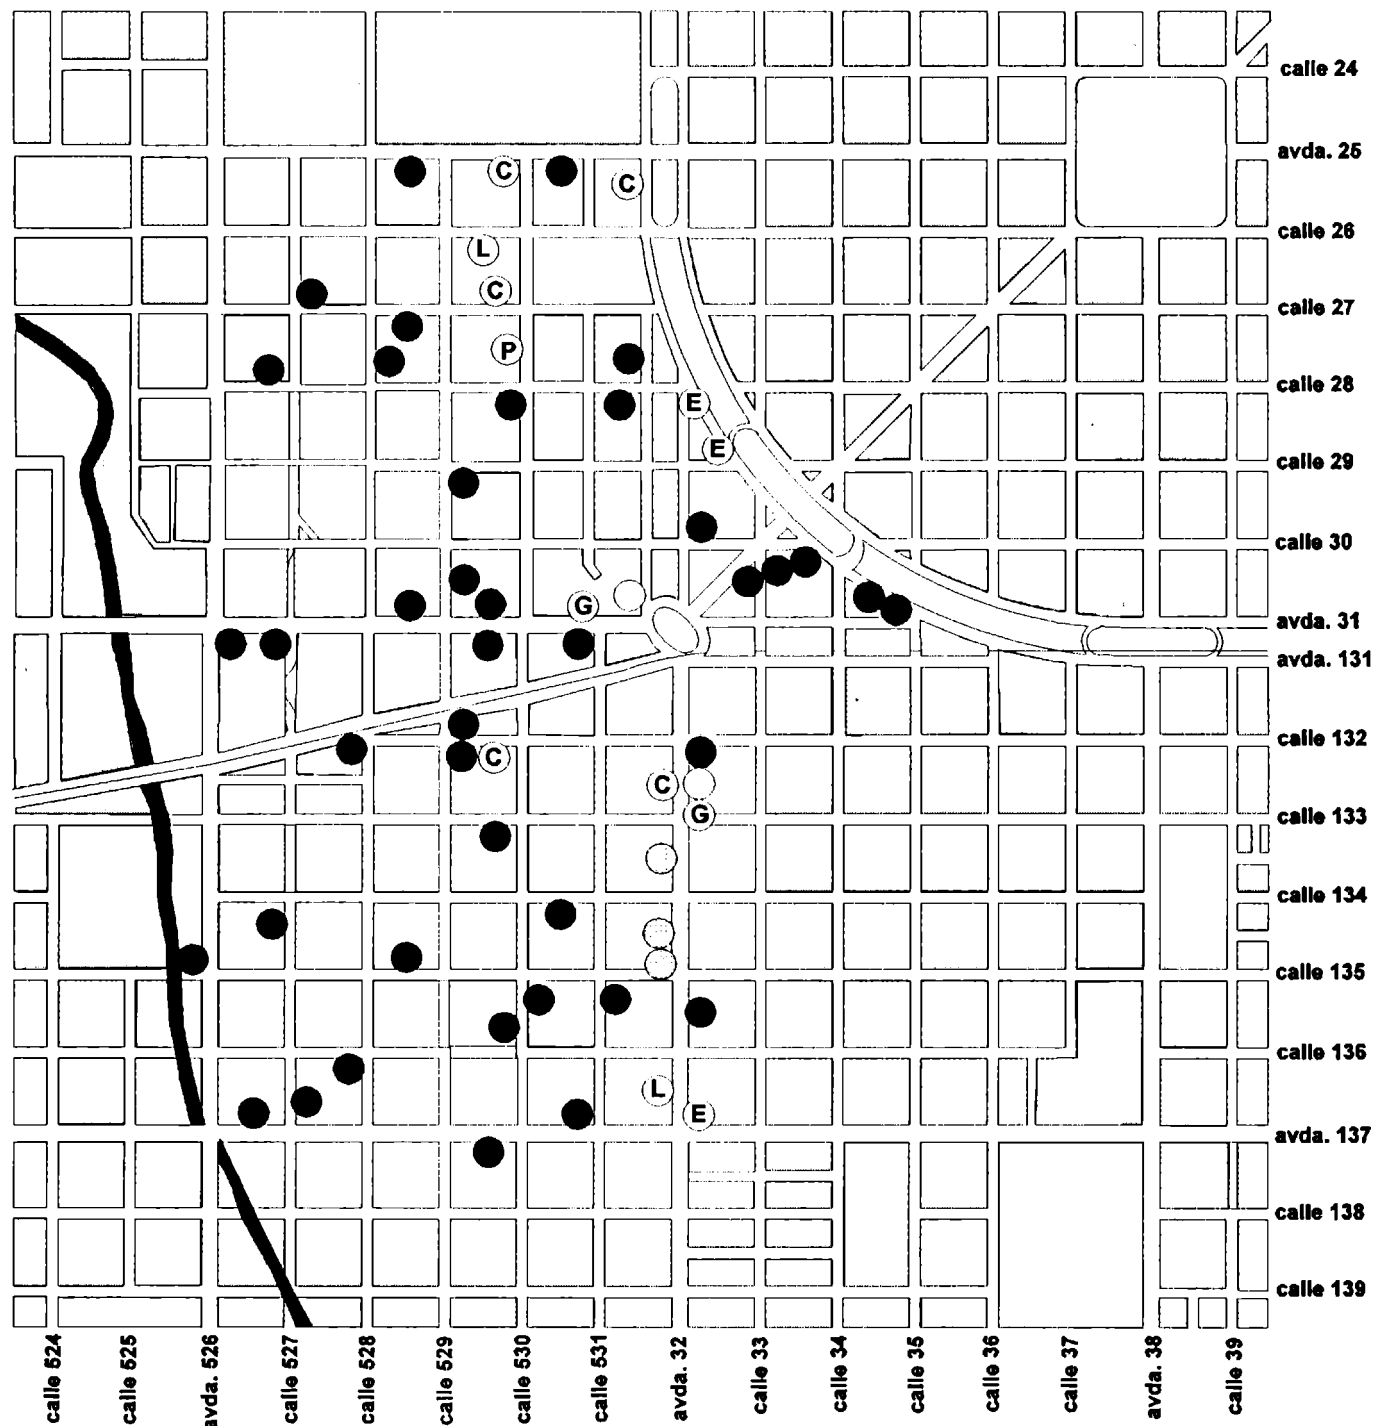 calle 24
avda. 25
C
C
calle 26
L
C
calle 27
P
calle 28
E
E
calle 29
calle 30
G
avda. 31
avda. 131
calle 132
C
C
G
calle 133
calle 134
calle 135
calle 136
L
E
avda. 137
calle 138
calle 139
calle 524
calle 525
avda. 526
calle 527
calle 528
calle 529
calle 530
calle 531
avda. 32
calle 33
calle 34
calle 35
calle 36
calle 37
avda. 38
calle 39